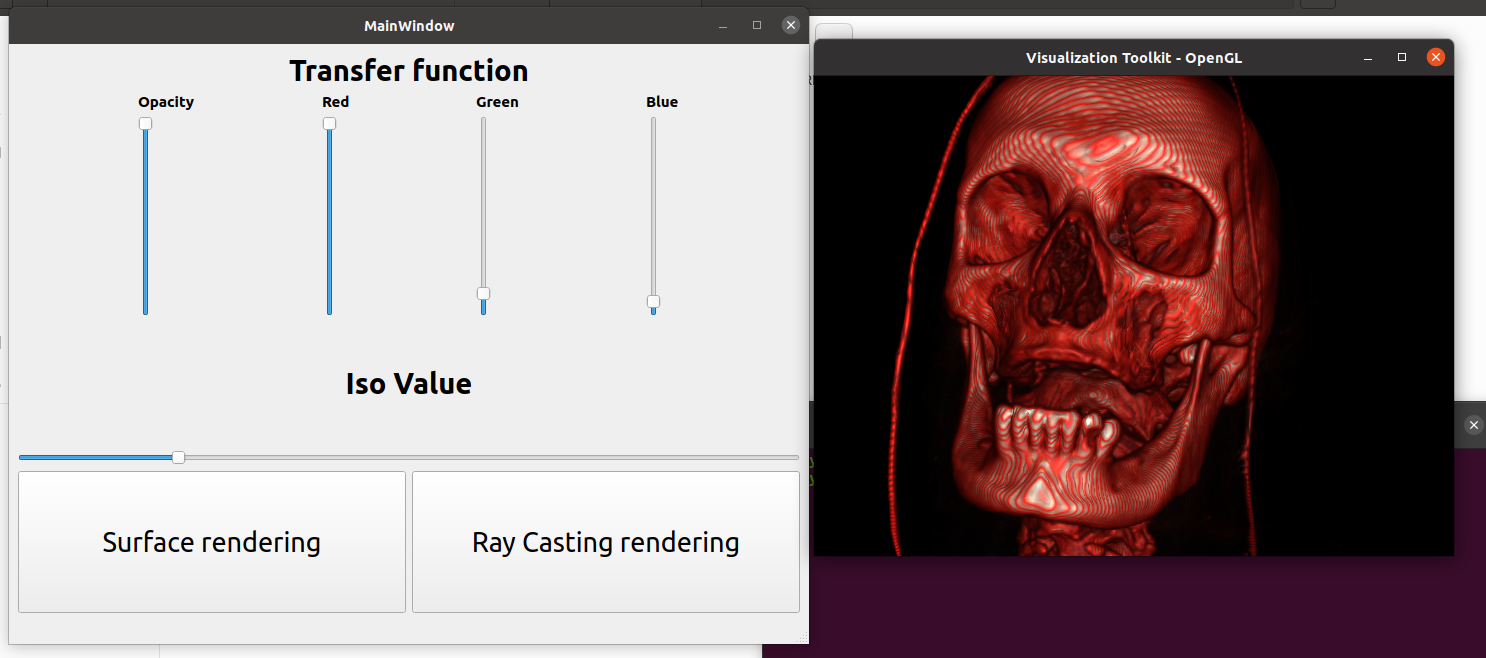 MainWindow
Transfer function
Opacity Red Green Blue
Iso Value
Surface rendering
Ray Casting rendering
Visualization Toolkit - OpenGL